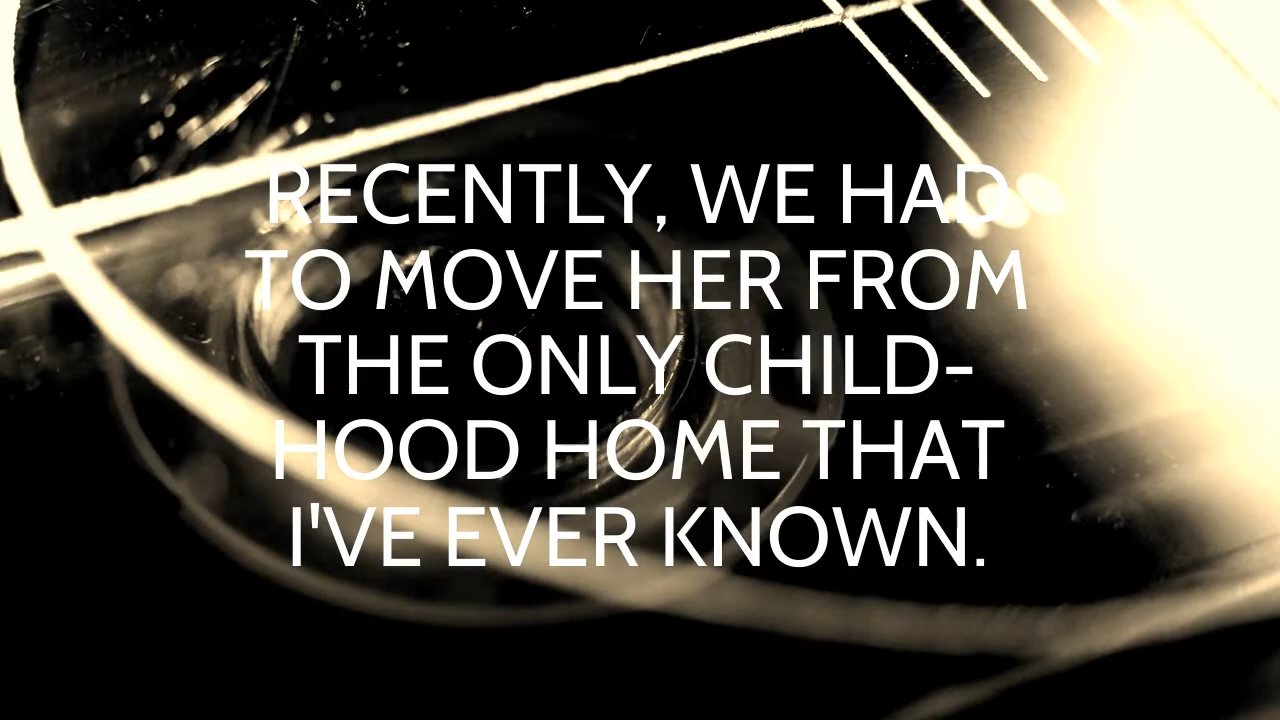 RECENTLY, WE HAD
TO MOVE HER FROM
THE ONLY CHILD-
HOOD HOME THAT
I'VE EVER KNOWN.